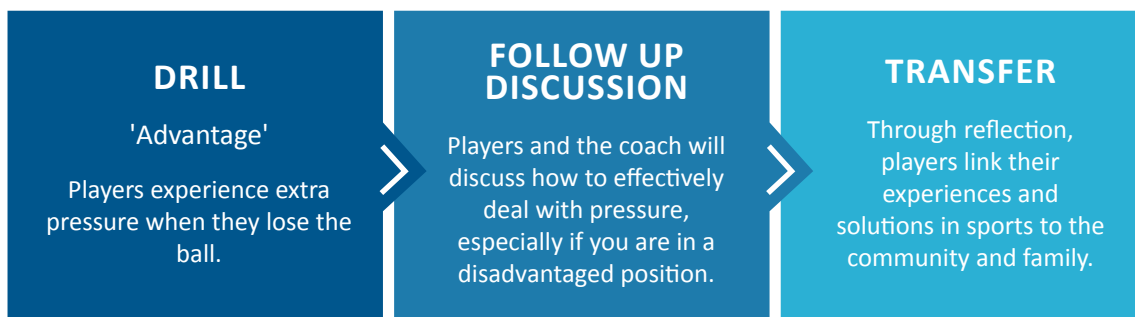 DRILL
'Advantage'
Players experience extra
pressure when they lose the
ball.
FOLLOW UP
DISCUSSION
Players and the coach will
discuss how to effectively
deal with pressure,
especially if you are in a
disadvantaged position.
TRANSFER
Through reflection,
players link their
experiences and
solutions in sports to the
community and family.